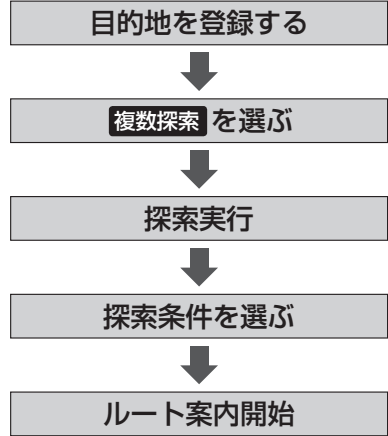 目的地を登録する
複数探索 を選ぶ
探索実行
探索条件を選ぶ
ルート案内開始